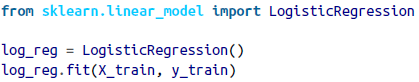 from sklearn.linear_model import LogisticRegression
log_reg = LogisticRegression()
log_reg.fit(X_train, y_train)